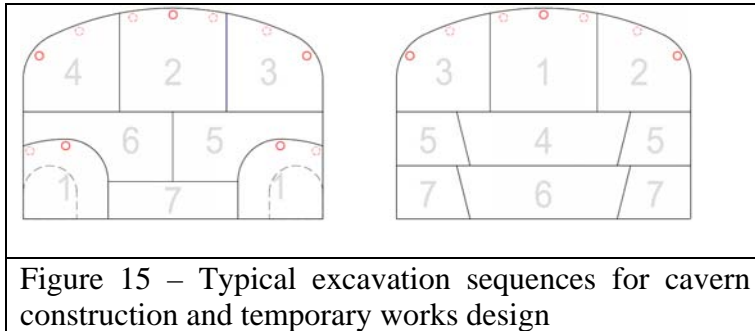 4 2 3
6 5
1 7 1
3 1 2
5 4 5
7 6 7
Figure 15 – Typical excavation sequences for cavern
construction and temporary works design